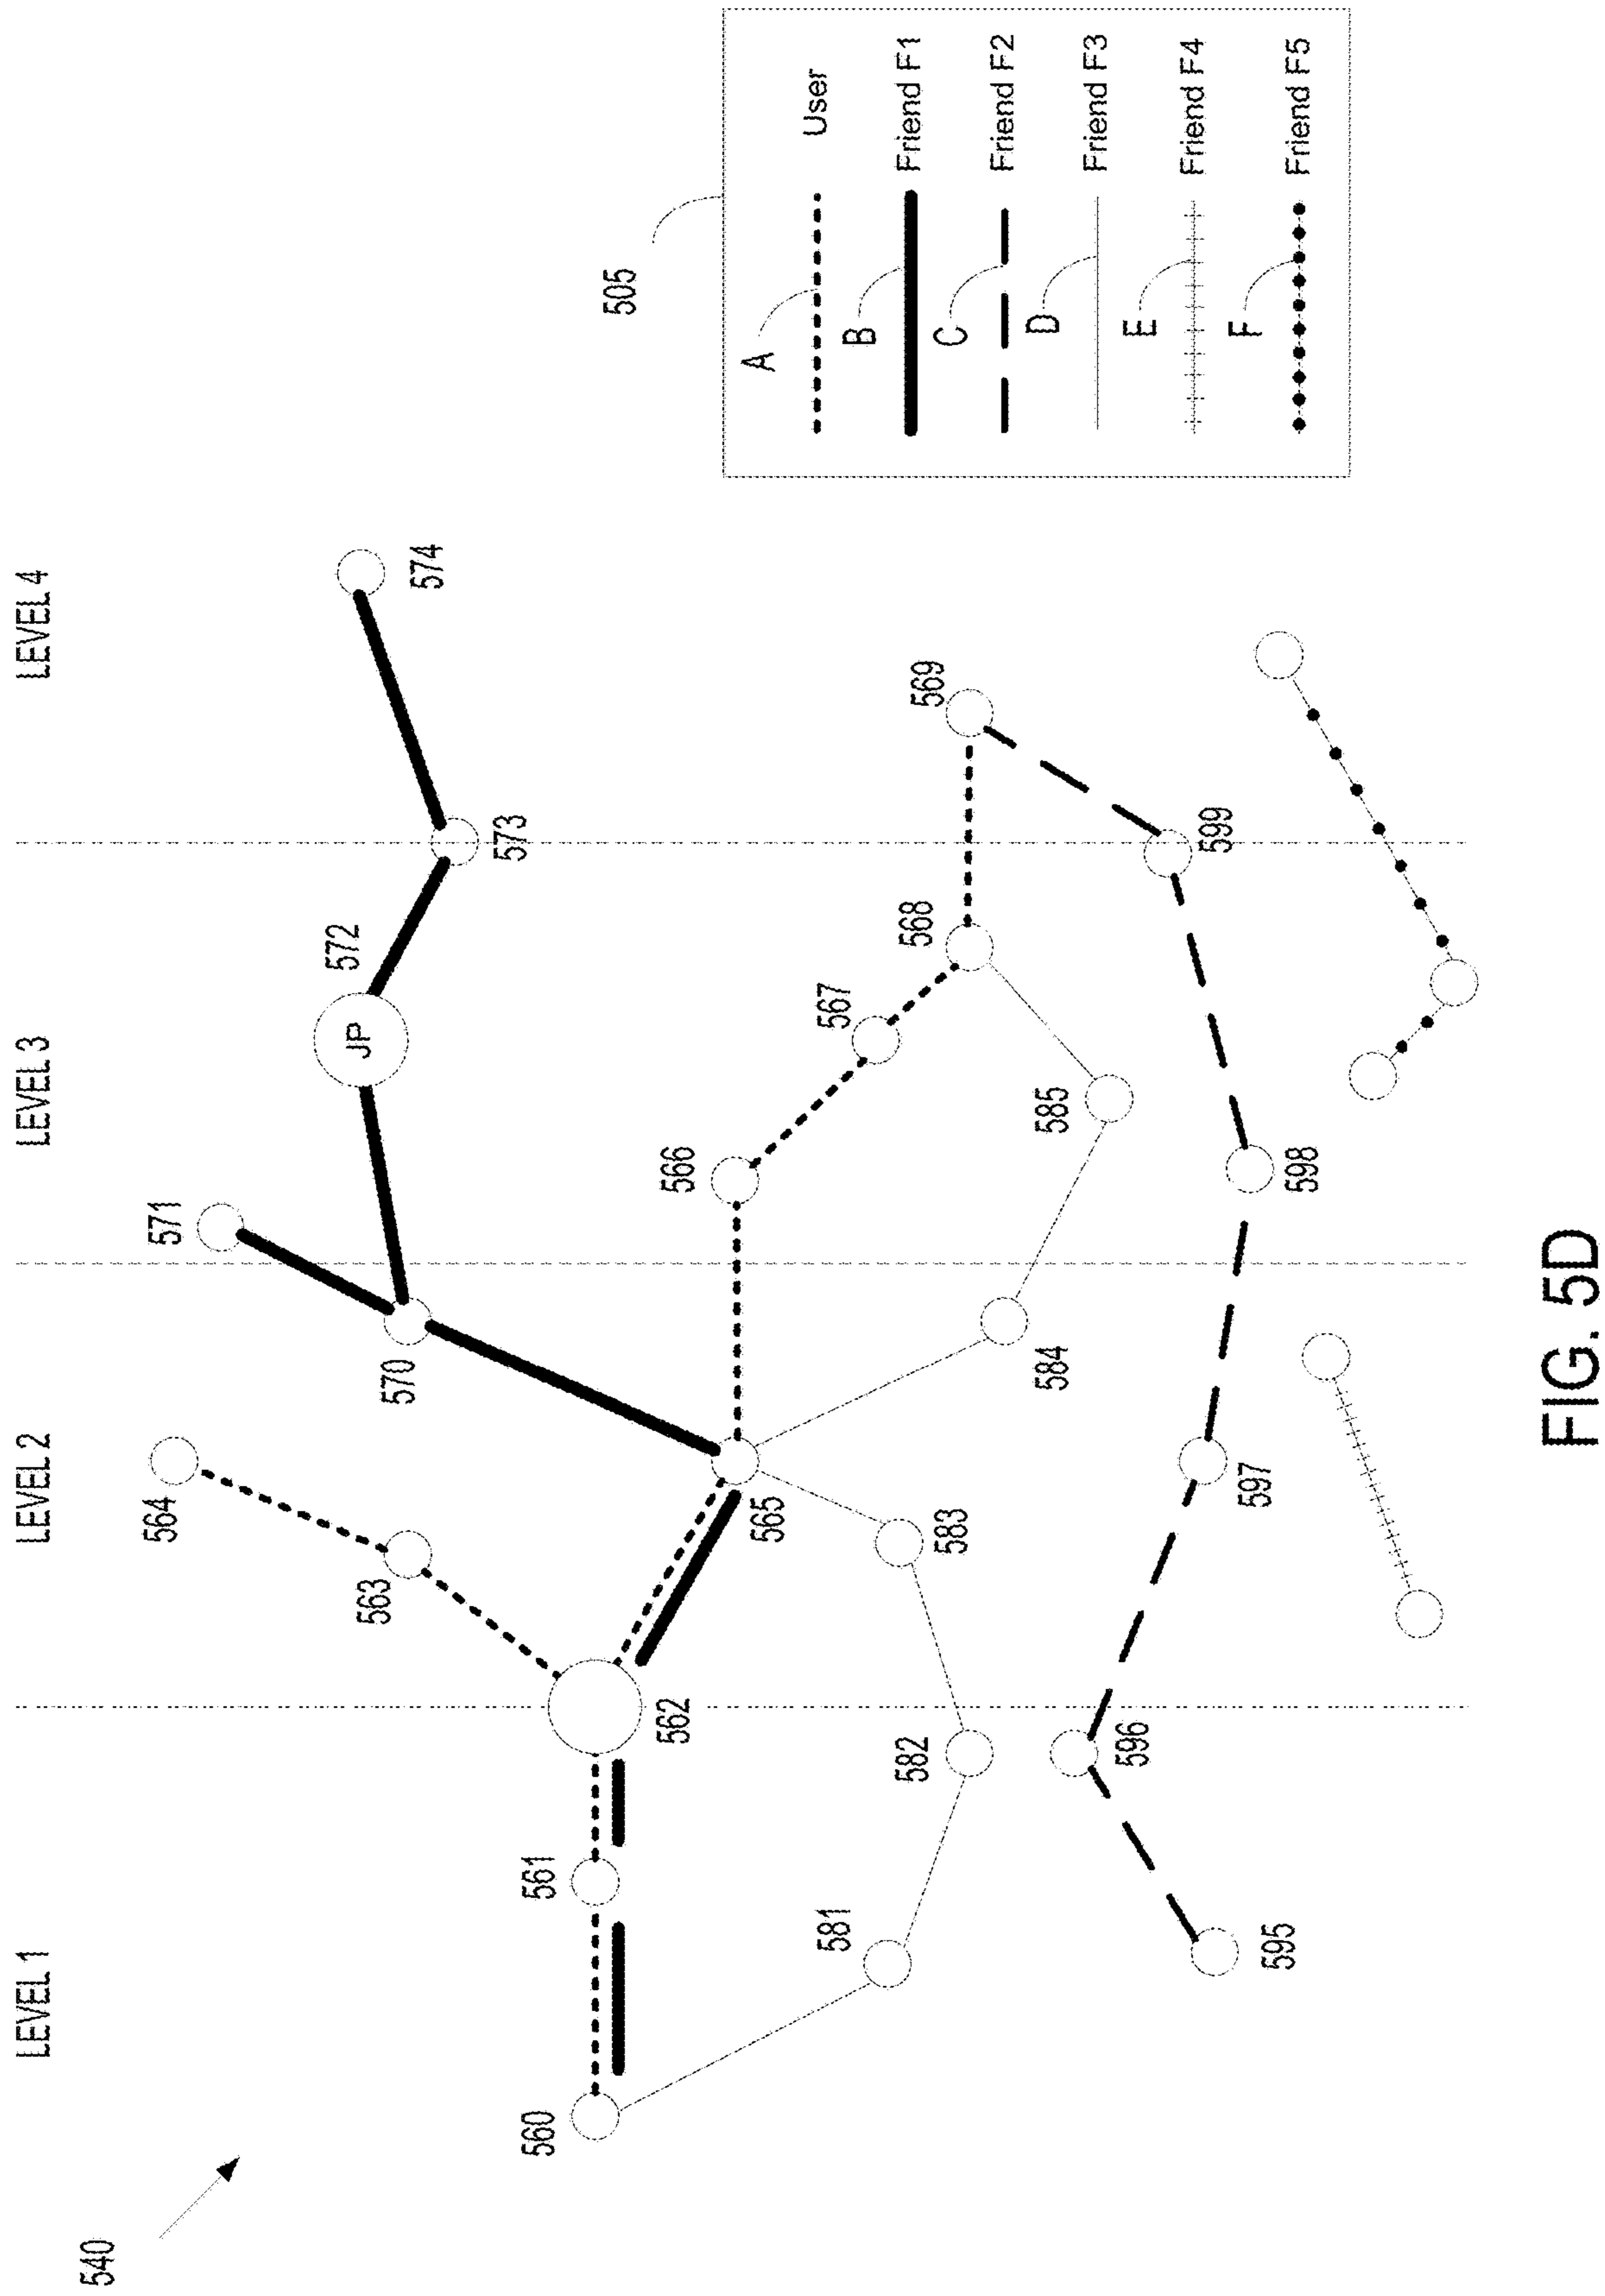 540
LEVEL 1
LEVEL 2
LEVEL 3
LEVEL 4
564
571
563
570
572
JP
573
574
560
561
562
565
566
567
568
569
581
582
583
584
585
595
596
597
598
599
505
A
User
B
Friend F1
C
Friend F2
D
Friend F3
E
Friend F4
F
Friend F5
FIG. 5D